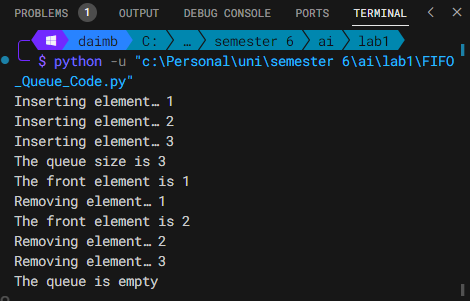 PROBLEMS 1 OUTPUT DEBUG CONSOLE PORTS TERMINAL
daimb C: … semester 6 ai lab1
$ python -u "c:\Personal\uni\semester 6\ai\lab1\FIFO
_Queue_Code.py"
Inserting element… 1
Inserting element… 2
Inserting element… 3
The queue size is 3
The front element is 1
Removing element… 1
The front element is 2
Removing element… 2
Removing element… 3
The queue is empty